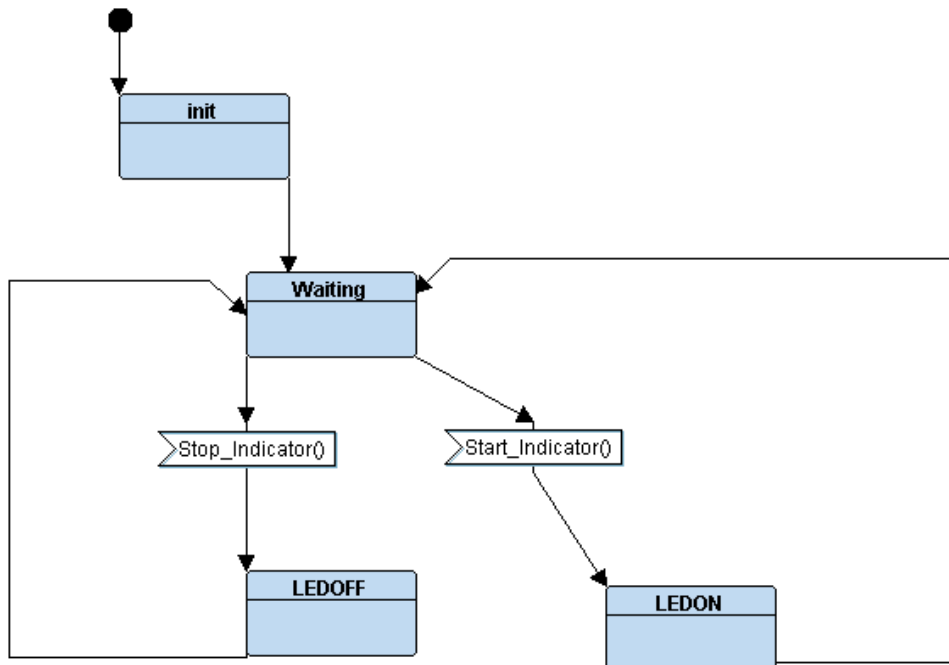 init
Waiting
Stop_Indicator()
Start_Indicator()
LEDOFF
LEDON